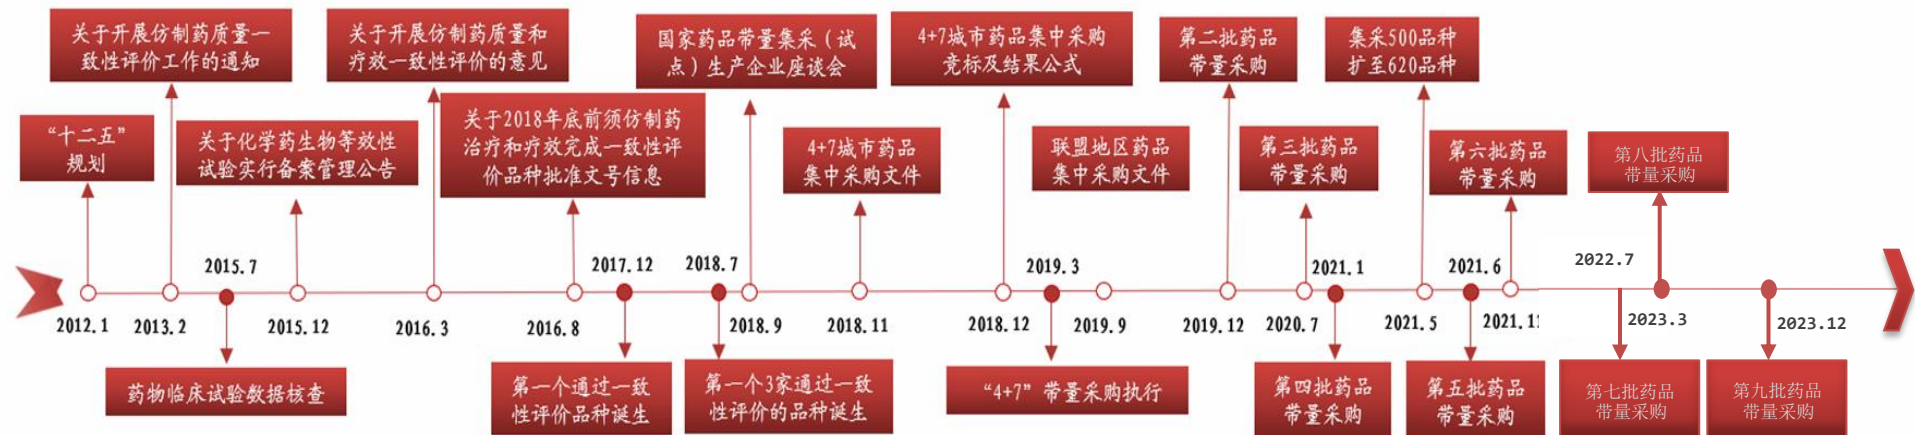 关于开展仿制药质量一
致性评价工作的通知
关于开展仿制药质量和
疗效一致性评价的意见
国家药品带量集采（试
点）生产企业座谈会
4+7城市药品集中采购
竞标及结果公式
第二批药品
带量采购
集采500品种
扩至620品种
“十二五”
规划
关于化学药生物等效性
试验实行备案管理公告
关于2018年底前须仿制药
治疗和疗效完成一致性评
价品种批准文号信息
4+7城市药品
集中采购文件
联盟地区药品
集中采购文件
第三批药品
带量采购
第六批药品
带量采购
第八批药品
带量采购
2015.7
2017.12
2018.7
2019.3
2021.1
2021.6
2022.7
2012.1
2013.2
2015.12
2016.3
2016.8
2018.9
2018.11
2018.12
2019.9
2019.12
2020.7
2021.5
2021.11
2023.3
2023.12
药物临床试验数据核查
第一个通过一致
性评价品种诞生
第一个3家通过一致
性评价的品种诞生
“4+7”带量采购执行
第四批药品
带量采购
第五批药品
带量采购
第七批药品
带量采购
第九批药品
带量采购